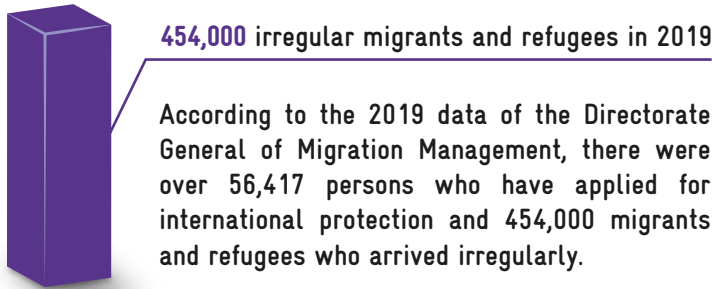 454,000 irregular migrants and refugees in 2019
According to the 2019 data of the Directorate
General of Migration Management, there were
over 56,417 persons who have applied for
international protection and 454,000 migrants
and refugees who arrived irregularly.